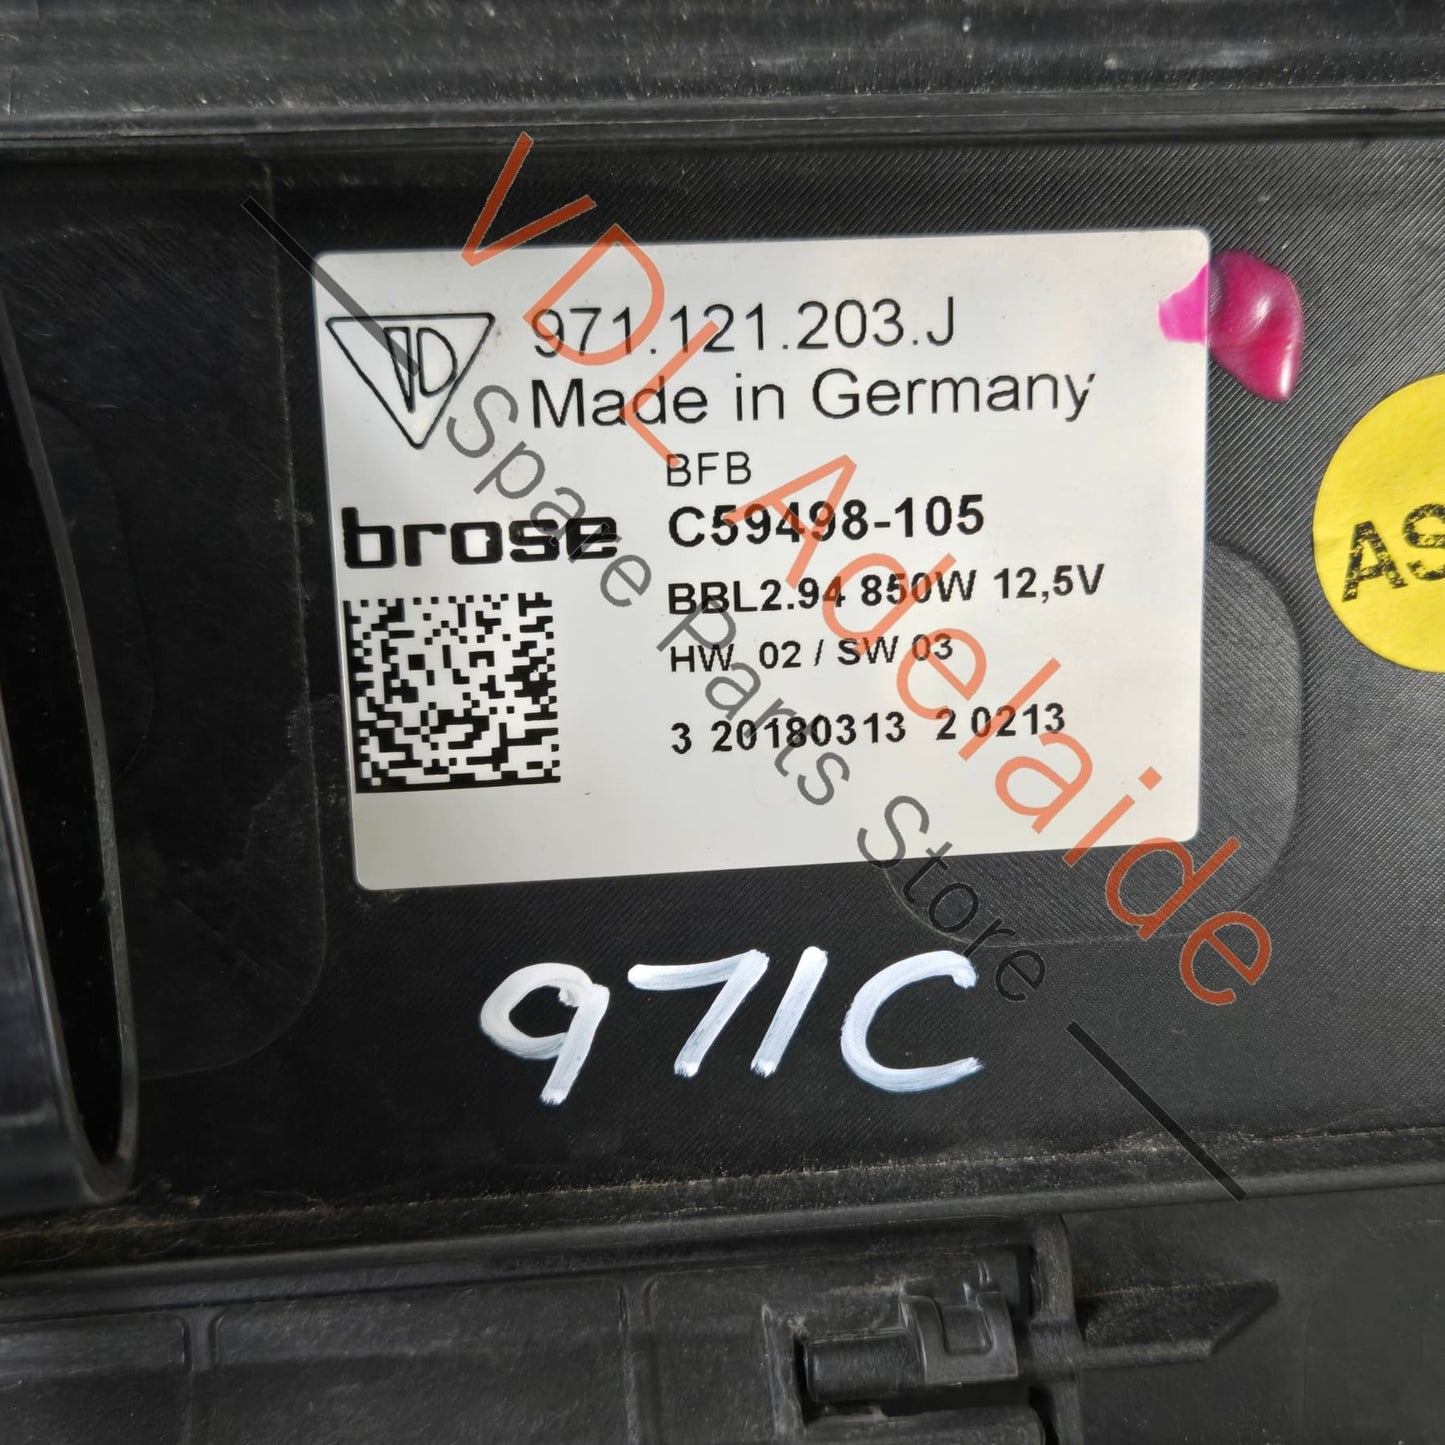 971.121.203.J
Made in Germany
BFB
brose
C59498-105
BBL2.94 850W 12,5V
HW 02 / SW 03
3 20180313 2 0213
AS
971C
VDL Adelaide
Spare Parts Store